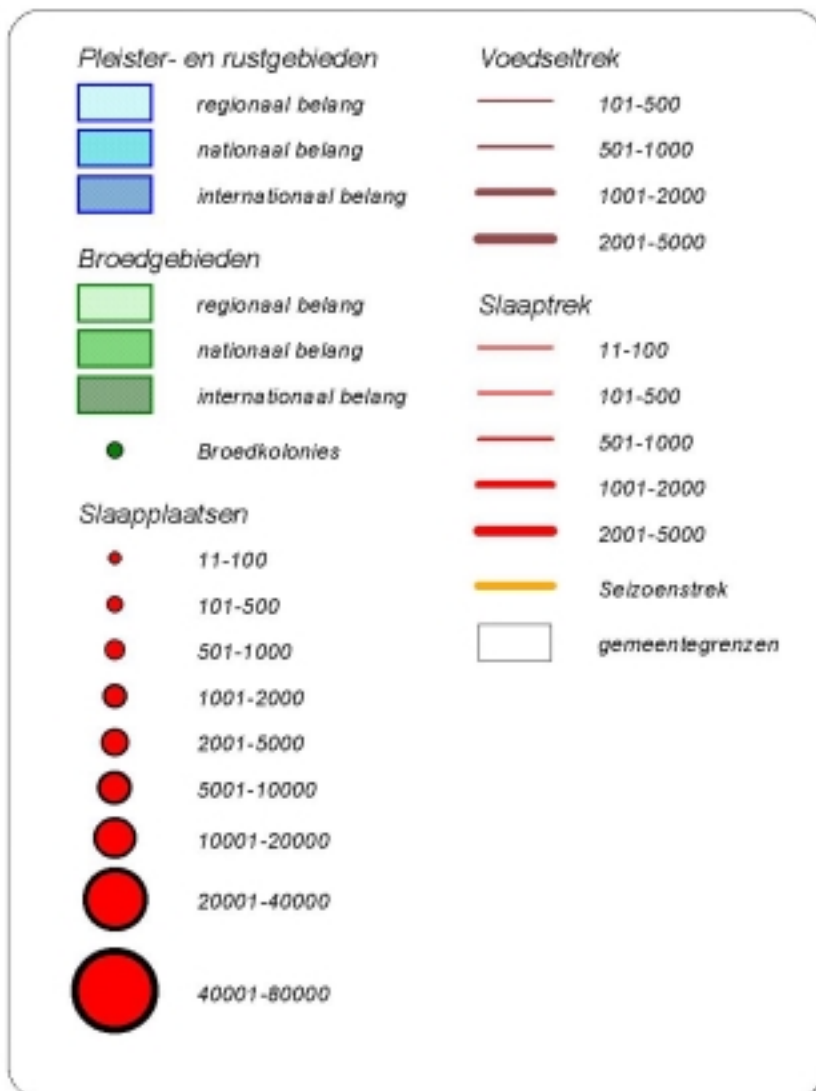 Pleister- en rustgebieden
regionaal belang
nationaal belang
internationaal belang
Broedgebieden
regionaal belang
nationaal belang
internationaal belang
Broedkolonies
Slaapplaatsen
11-100
101-500
501-1000
1001-2000
2001-5000
5001-10000
10001-20000
20001-40000
40001-80000
Voedseltrek
101-500
501-1000
1001-2000
2001-5000
Slaaptrek
11-100
101-500
501-1000
1001-2000
2001-5000
Seizoenstrek
gemeentegrenzen